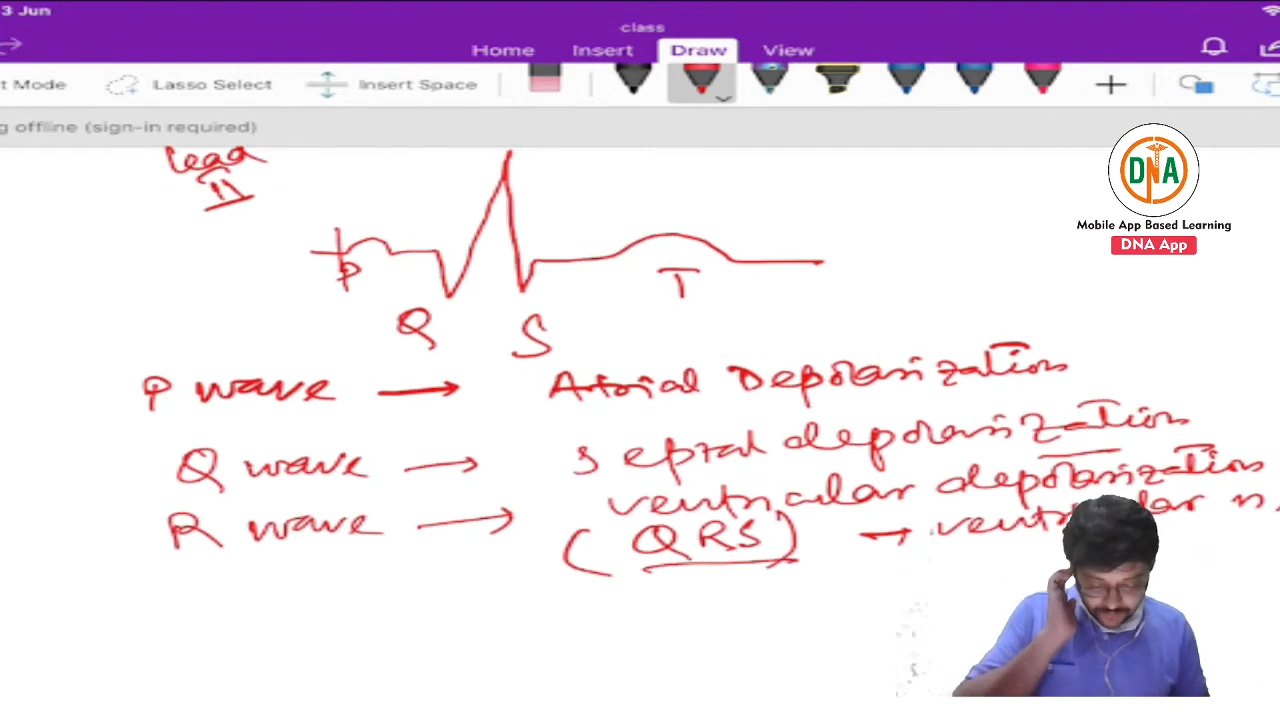 3 Jun
class
Home Insert Draw View
t Mode Lasso Select Insert Space
g offline (sign-in required)
DNA
Mobile App Based Learning
DNA App
Lead
II
P
Q
S
T
P wave → Atrial Depolarization
Q wave → septal depolarization
R wave → ventricular depolarization
(QRS) → ventricular